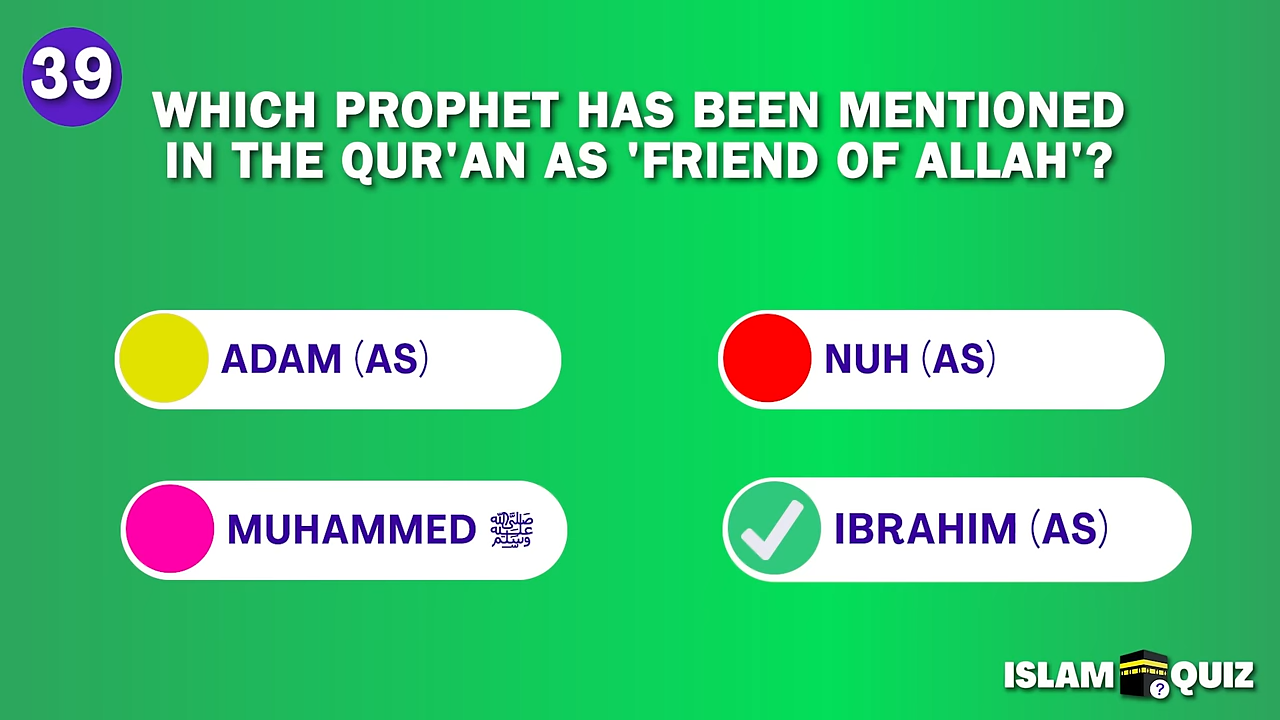 39
WHICH PROPHET HAS BEEN MENTIONED
IN THE QUR'AN AS 'FRIEND OF ALLAH'?
ADAM (AS)
NUH (AS)
MUHAMMED ﷺ
IBRAHIM (AS)
ISLAM ? QUIZ